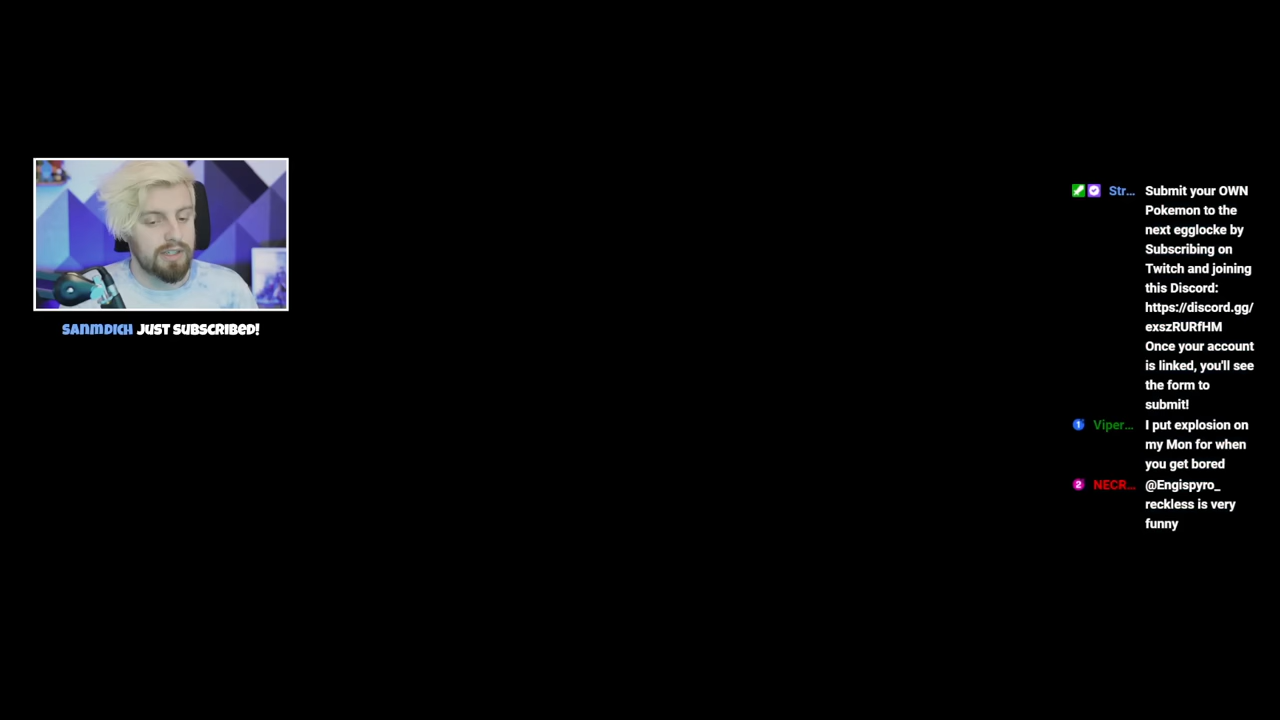 SANMDICH JUST SUBSCRIBED!
Str... Submit your OWN
Pokemon to the
next egglocke by
Subscribing on
Twitch and joining
this Discord:
https://discord.gg/
exszRURfHM
Once your account
is linked, you'll see
the form to
submit!
1 Viper... I put explosion on
my Mon for when
you get bored
2 NECR... @Engispyro_
reckless is very
funny